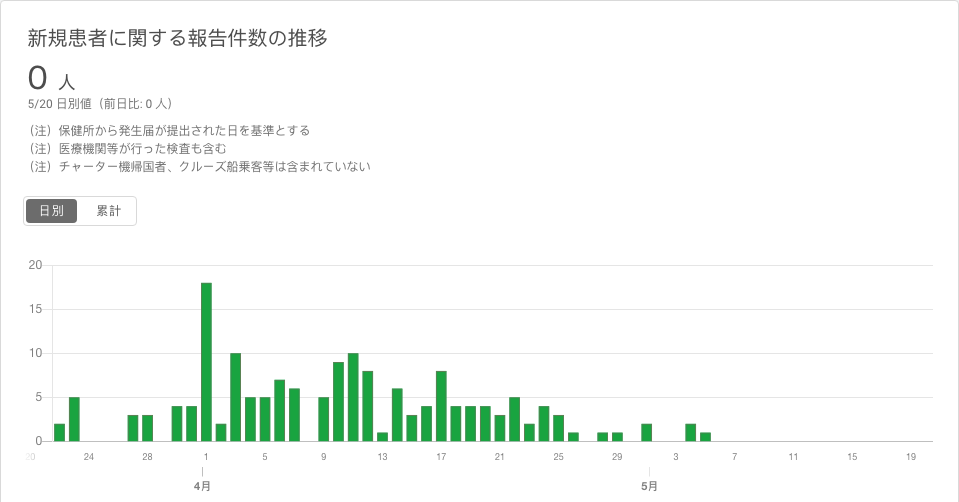 新規患者に関する報告件数の推移
0 人
5/20 日別値（前日比: 0 人）
（注）保健所から発生届が提出された日を基準とする
（注）医療機関等が行った検査も含む
（注）チャーター機帰国者、クルーズ船乗客等は含まれていない
日別 累計
20
15
10
5
0
20 24 28 1 5 9 13 17 21 25 29 3 7 11 15 19
4月 5月